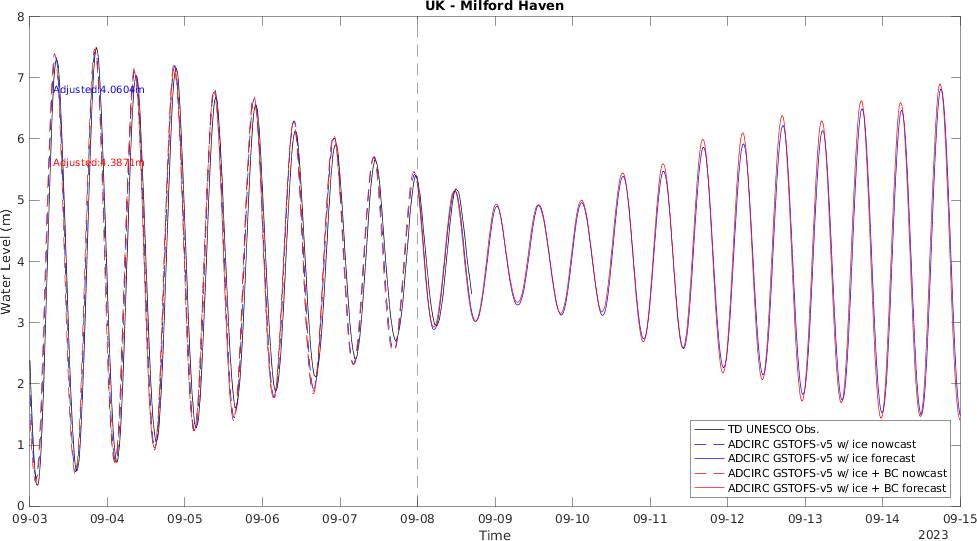 UK - Milford Haven
8
7
6
5
4
3
2
1
0
Water Level (m)
Adjusted:4.0604m
Adjusted:4.3871m
TD UNESCO Obs.
ADCIRC GSTOFS-v5 w/ ice nowcast
ADCIRC GSTOFS-v5 w/ ice forecast
ADCIRC GSTOFS-v5 w/ ice + BC nowcast
ADCIRC GSTOFS-v5 w/ ice + BC forecast
09-03 09-04 09-05 09-06 09-07 09-08 09-09 09-10 09-11 09-12 09-13 09-14 09-15
Time
2023